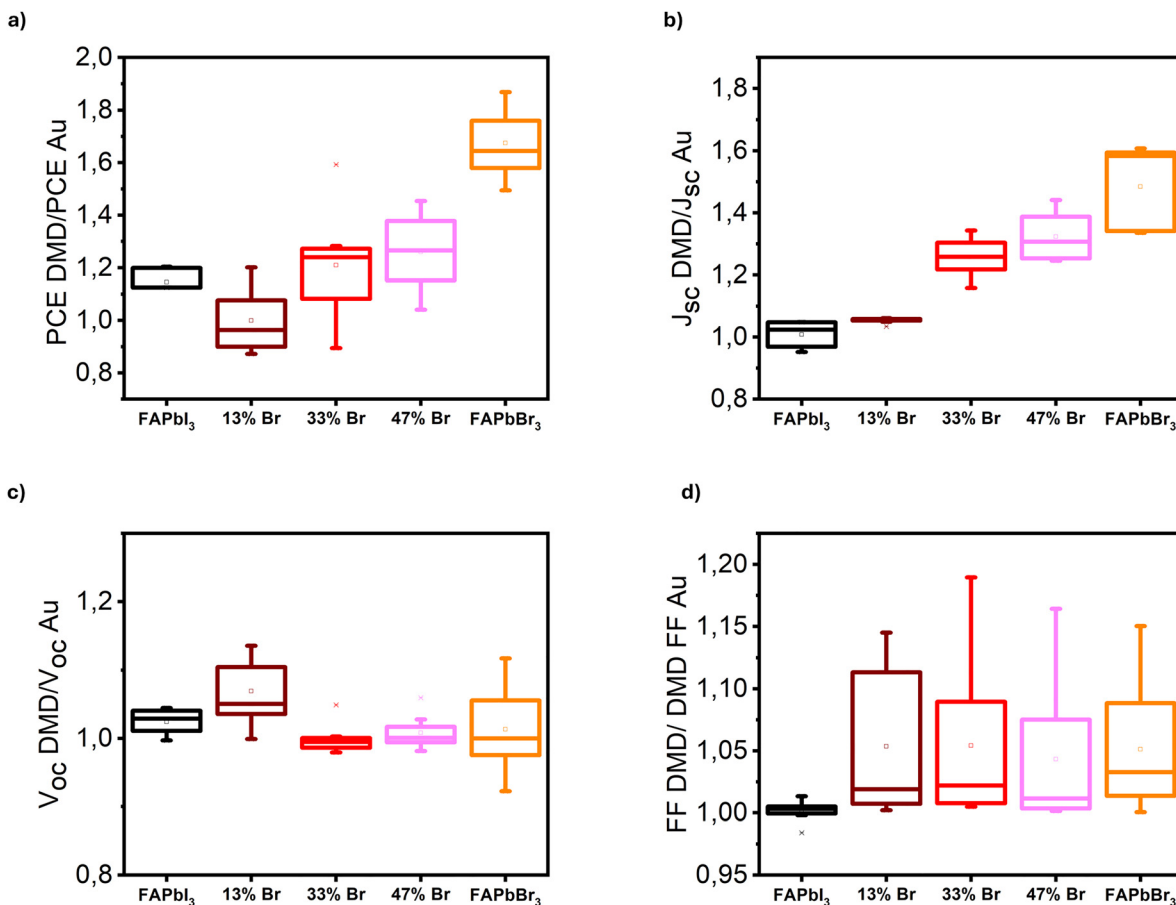 a)
PCE DMD/PCE Au
2,0
1,8
1,6
1,4
1,2
1,0
0,8
FAPbI₃ 13% Br 33% Br 47% Br FAPbBr₃
b)
J_SC DMD/J_SC Au
1,8
1,6
1,4
1,2
1,0
0,8
FAPbI₃ 13% Br 33% Br 47% Br FAPbBr₃
c)
V_OC DMD/V_OC Au
1,2
1,0
0,8
FAPbI₃ 13% Br 33% Br 47% Br FAPbBr₃
d)
FF DMD/ DMD FF Au
1,20
1,15
1,10
1,05
1,00
0,95
FAPbI₃ 13% Br 33% Br 47% Br FAPbBr₃